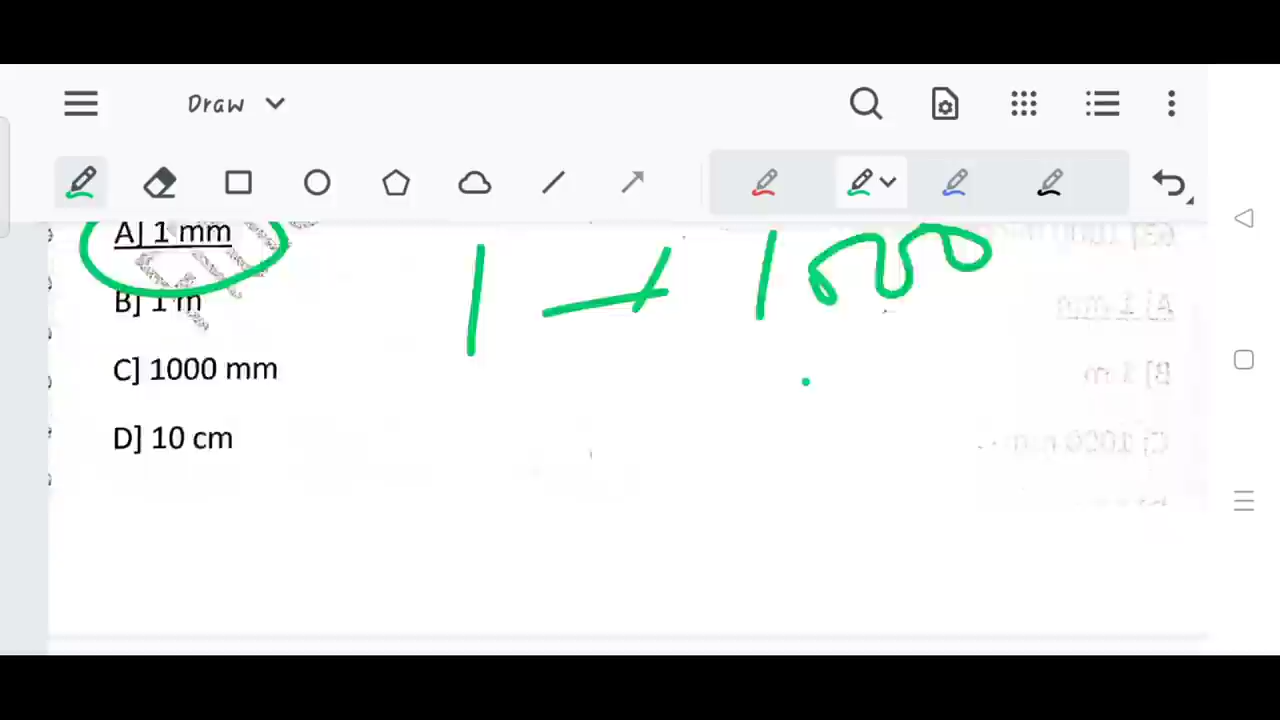 Draw
A] 1 mm
B] 1 m
C] 1000 mm
D] 10 cm
1 → 1000